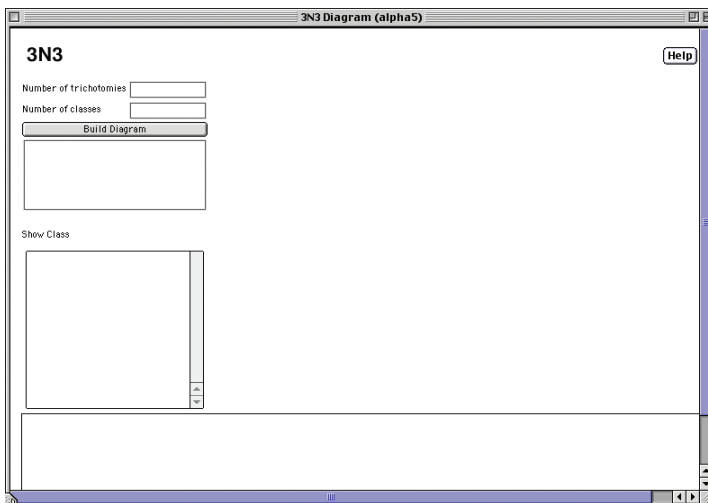 3N3 Diagram (alpha5)
3N3
Help
Number of trichotomies
Number of classes
Build Diagram
Show Class